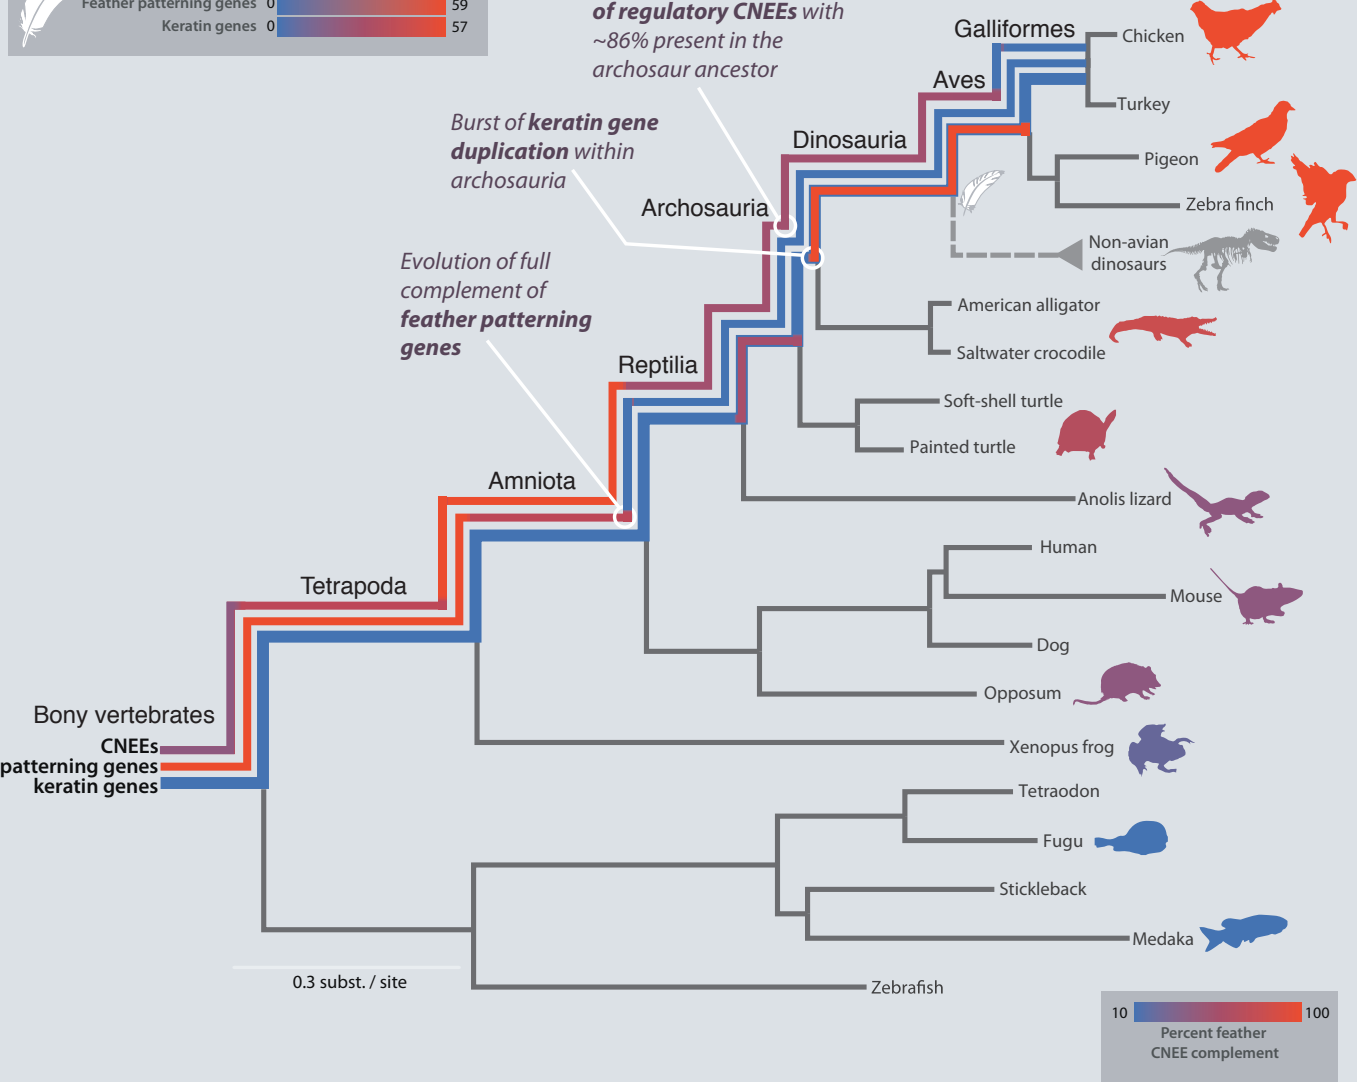 Feather patterning genes 0 59
Keratin genes 0 57
of regulatory CNEEs with
~86% present in the
archosaur ancestor
Burst of keratin gene
duplication within
archosauria
Evolution of full
complement of
feather patterning
genes
Galliformes
Aves
Dinosauria
Archosauria
Reptilia
Amniota
Tetrapoda
Bony vertebrates
CNEEs
patterning genes
keratin genes
Chicken
Turkey
Pigeon
Zebra finch
Non-avian
dinosaurs
American alligator
Saltwater crocodile
Soft-shell turtle
Painted turtle
Anolis lizard
Human
Mouse
Dog
Opposum
Xenopus frog
Tetraodon
Fugu
Stickleback
Medaka
Zebrafish
0.3 subst. / site
10 100
Percent feather
CNEE complement